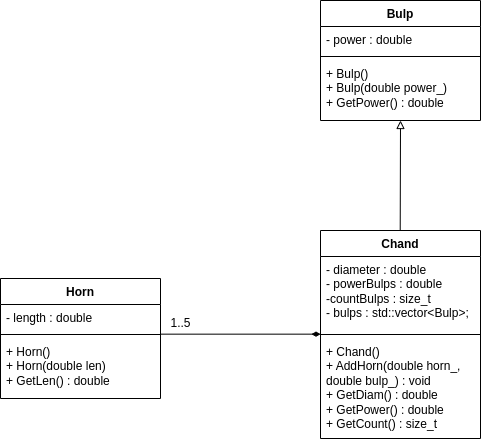 Bulp
- power : double
+ Bulp()
+ Bulp(double power_)
+ GetPower() : double
Chand
- diameter : double
- powerBulps : double
-countBulps : size_t
- bulps : std::vector<Bulp>;
+ Chand()
+ AddHorn(double horn_,
double bulp_) : void
+ GetDiam() : double
+ GetPower() : double
+ GetCount() : size_t
Horn
- length : double
+ Horn()
+ Horn(double len)
+ GetLen() : double
1..5